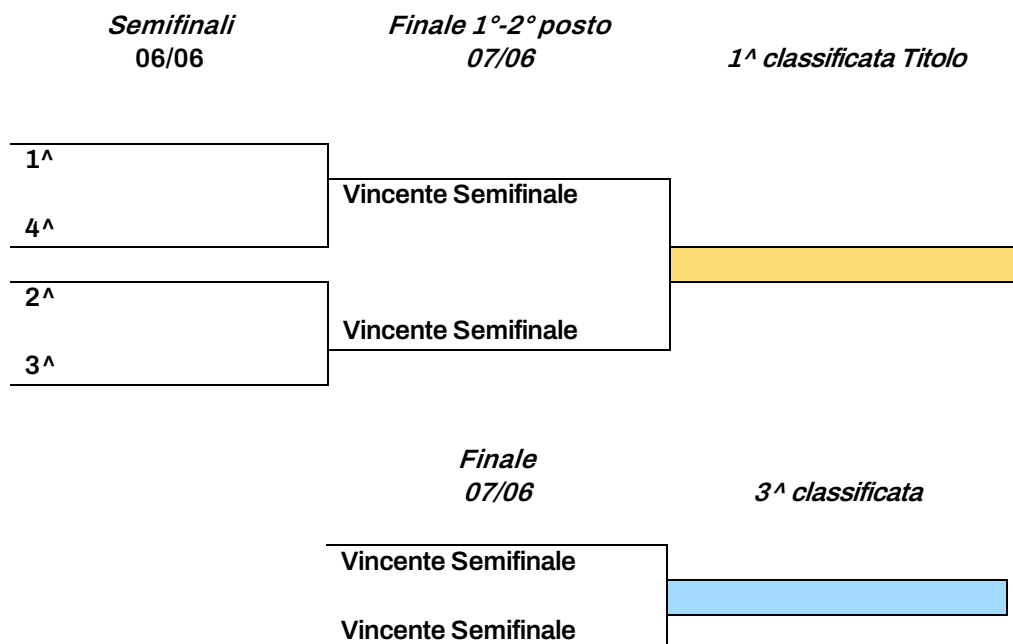 Semifinali
06/06
Finale 1°-2° posto
07/06
1^ classificata Titolo
1^
Vincente Semifinale
4^
2^
Vincente Semifinale
3^
Finale
07/06
3^ classificata
Vincente Semifinale
Vincente Semifinale